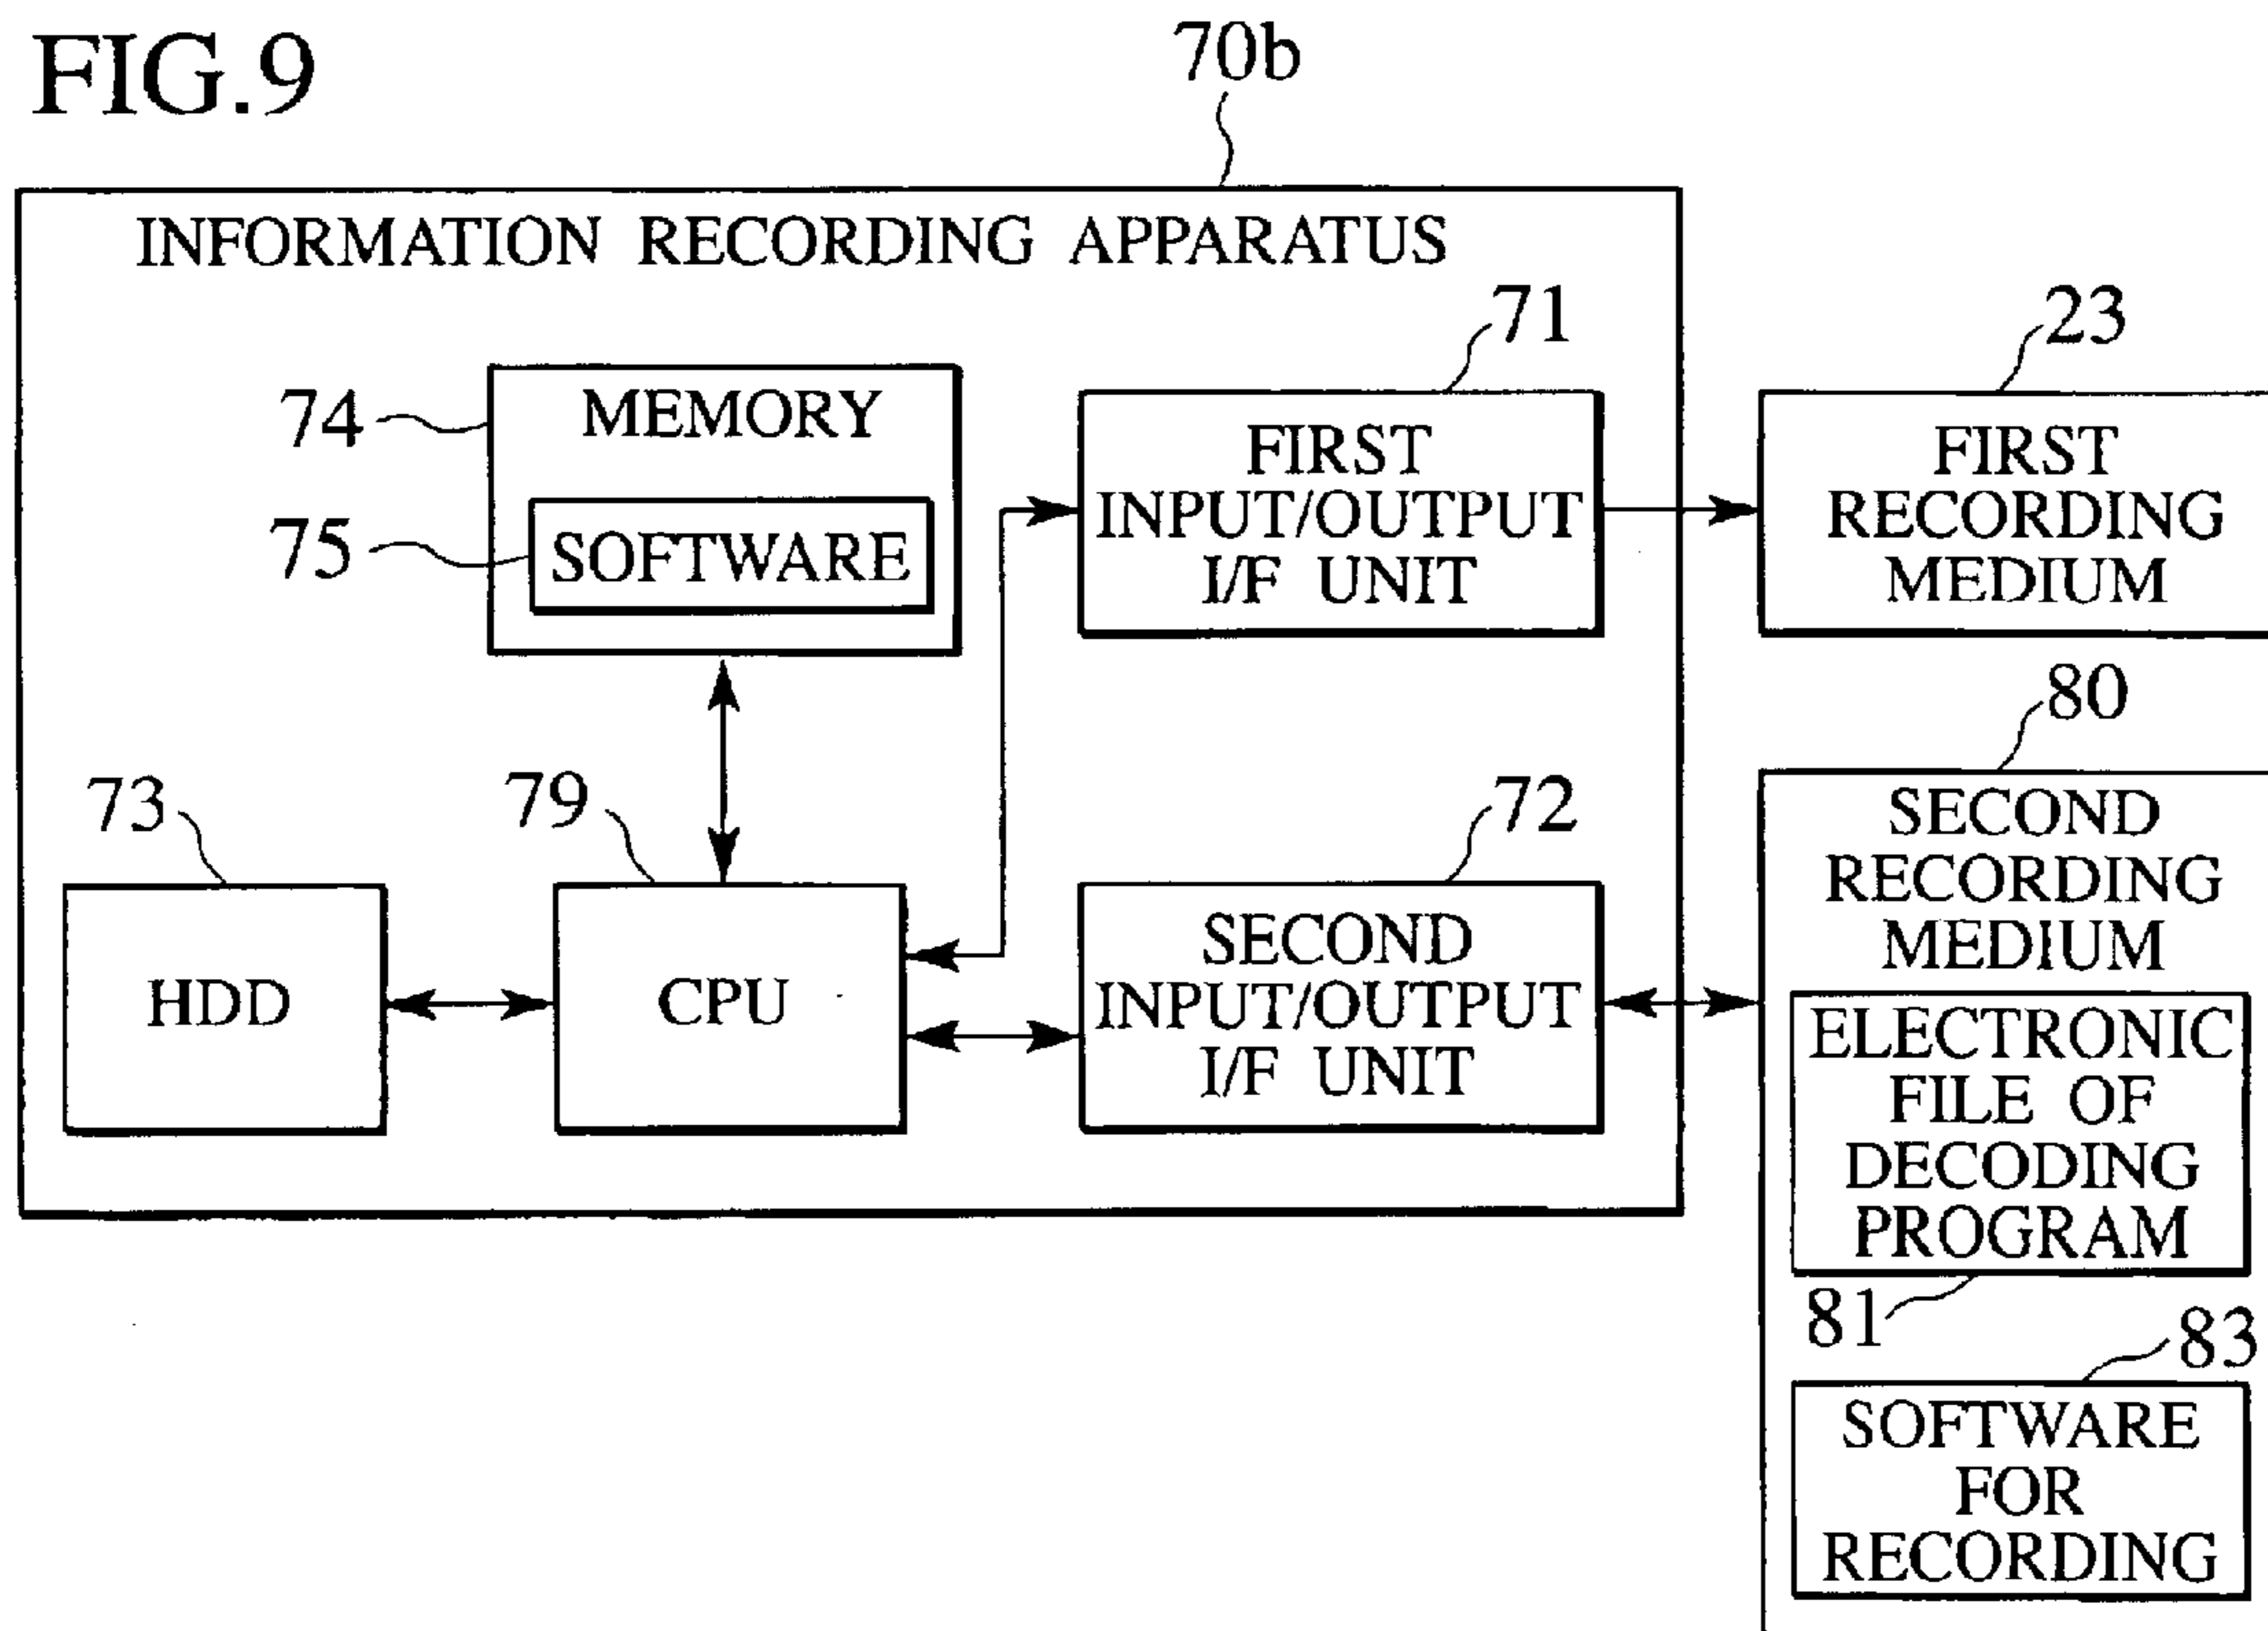 FIG.9
70b
INFORMATION RECORDING APPARATUS
74
MEMORY
75
SOFTWARE
71
FIRST
INPUT/OUTPUT
I/F UNIT
23
FIRST
RECORDING
MEDIUM
73
HDD
79
CPU
72
SECOND
INPUT/OUTPUT
I/F UNIT
80
SECOND
RECORDING
MEDIUM
ELECTRONIC
FILE OF
DECODING
PROGRAM
81
83
SOFTWARE
FOR
RECORDING